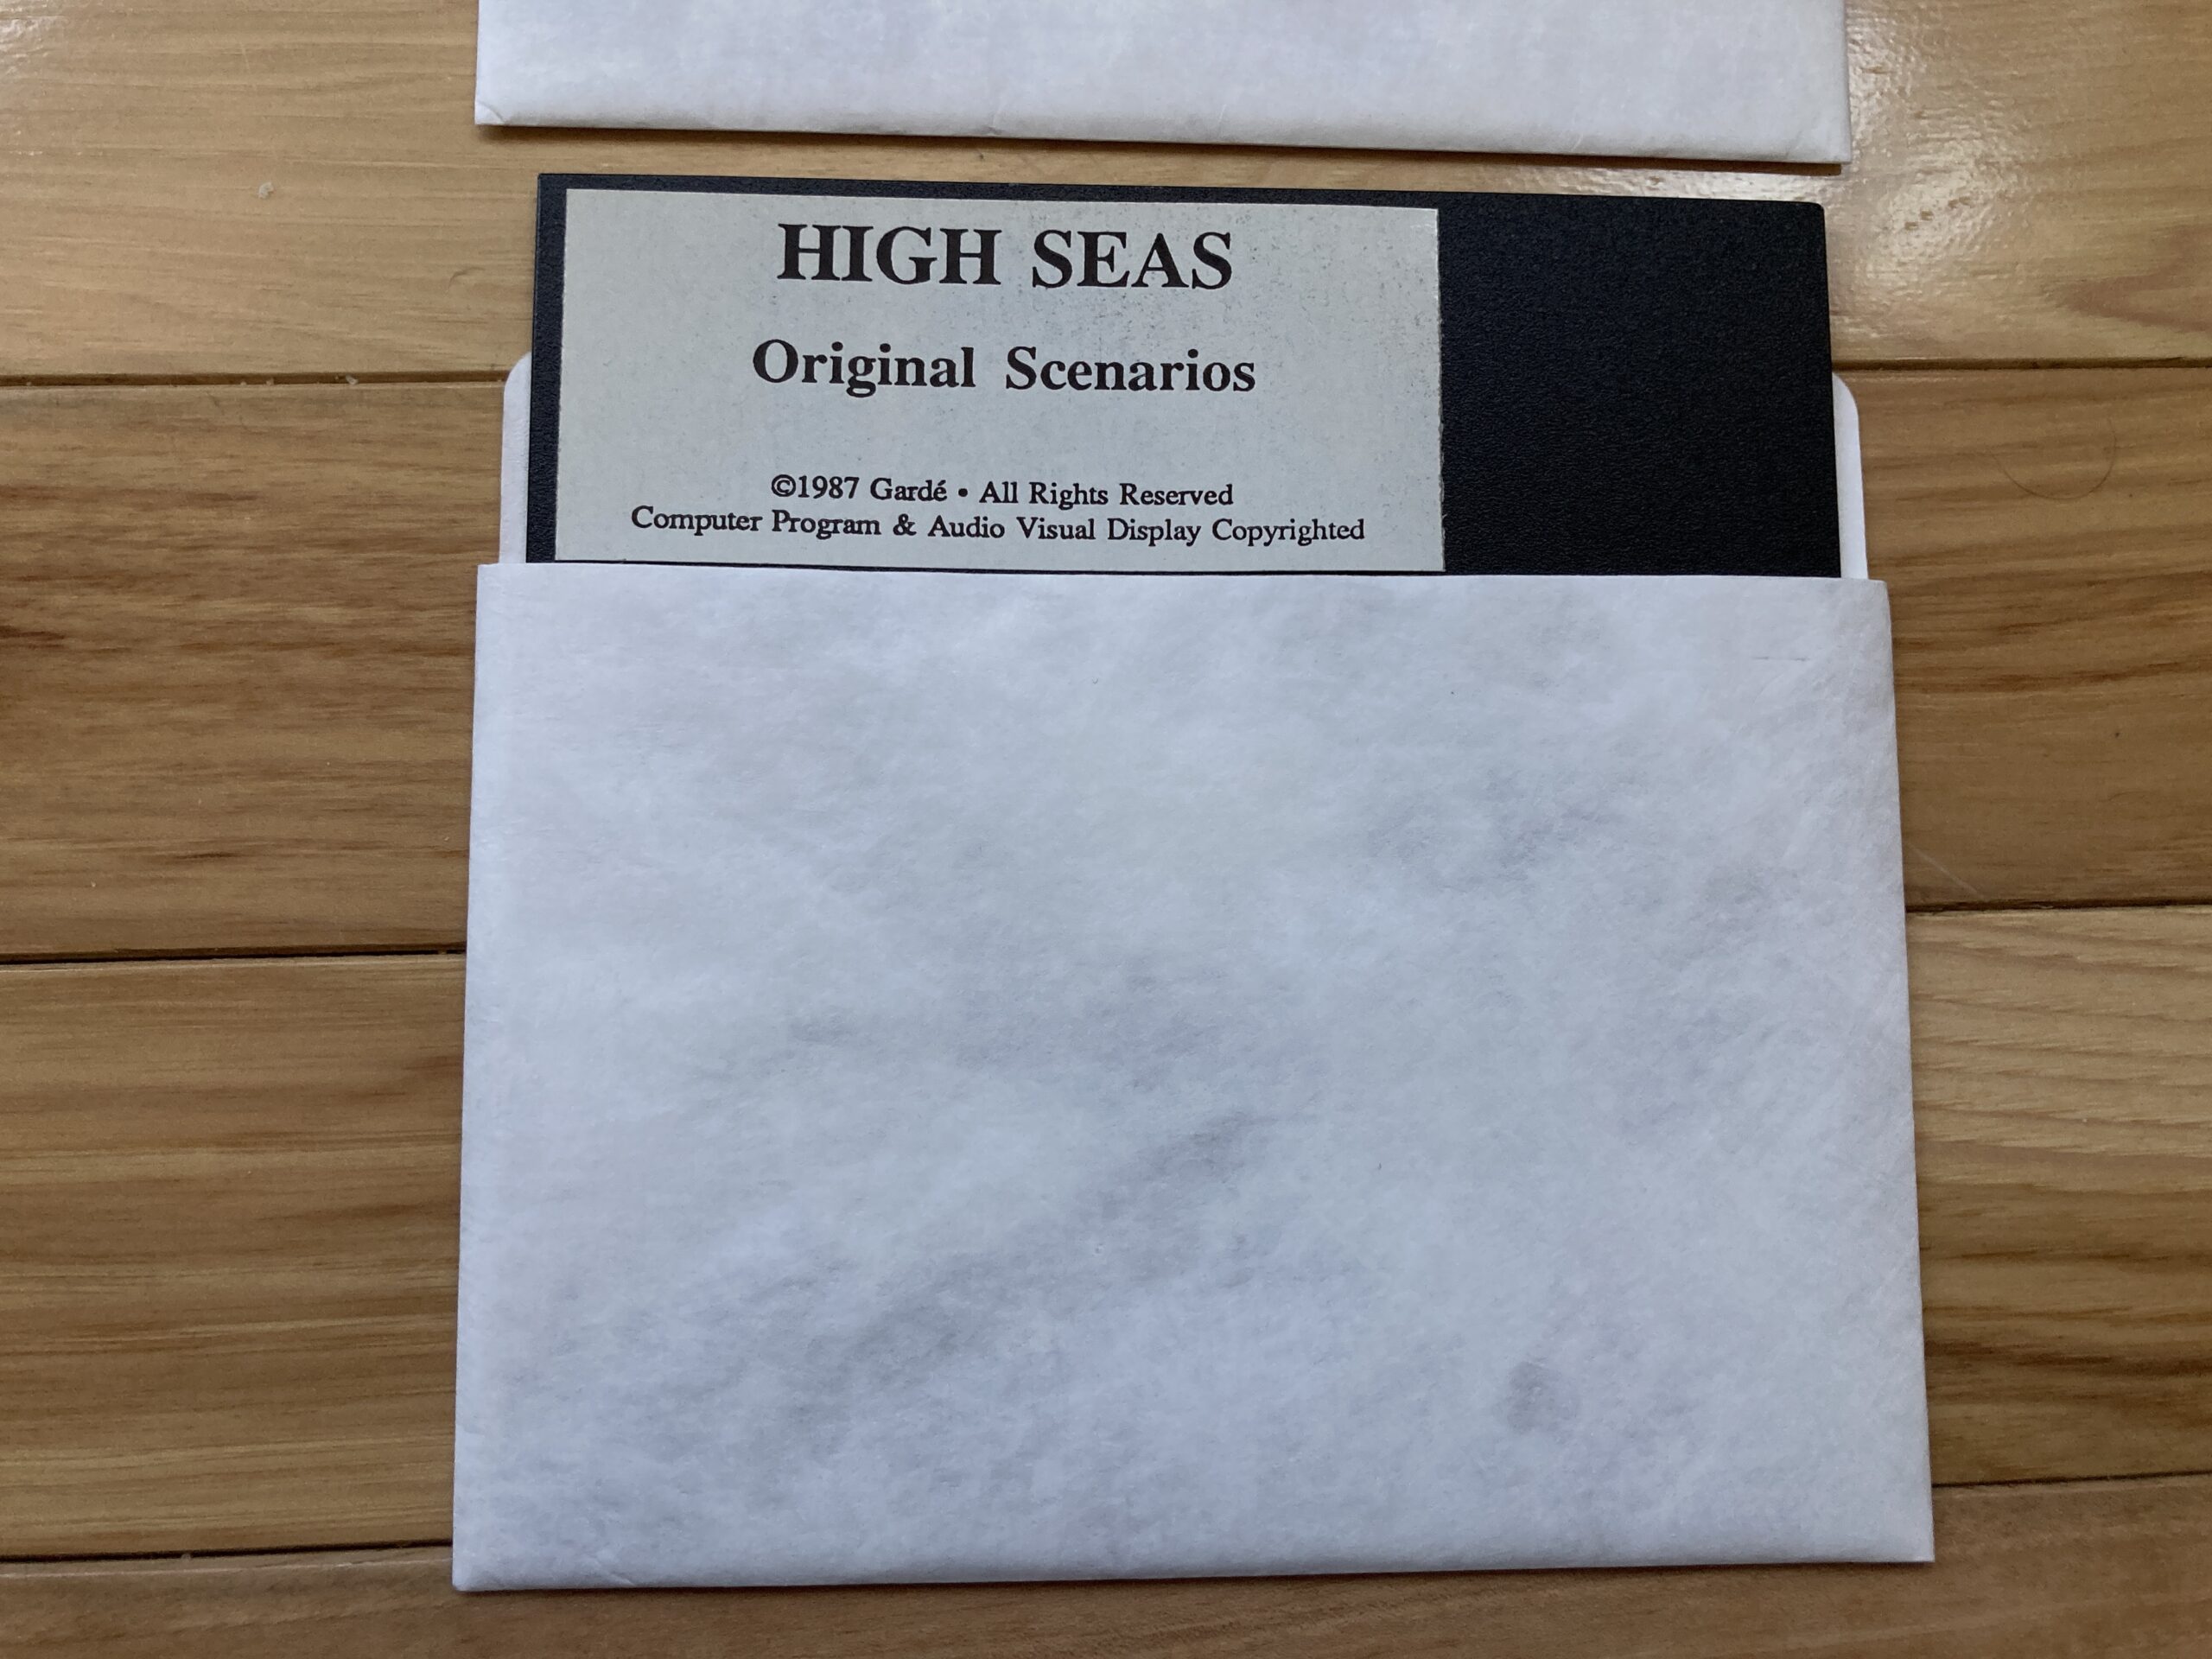 HIGH SEAS
Original Scenarios
©1987 Gardé • All Rights Reserved
Computer Program & Audio Visual Display Copyrighted